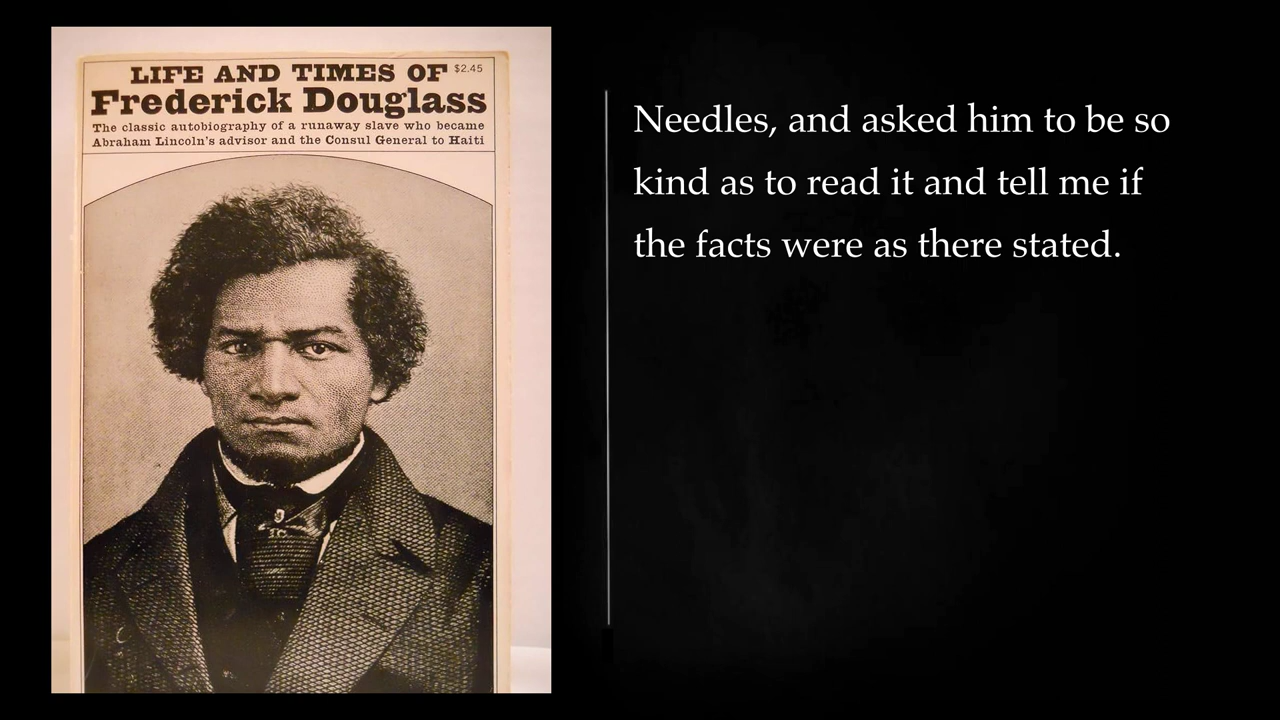 LIFE AND TIMES OF $2.45
Frederick Douglass
The classic autobiography of a runaway slave who became
Abraham Lincoln's advisor and the Consul General to Haiti
Needles, and asked him to be so
kind as to read it and tell me if
the facts were as there stated.